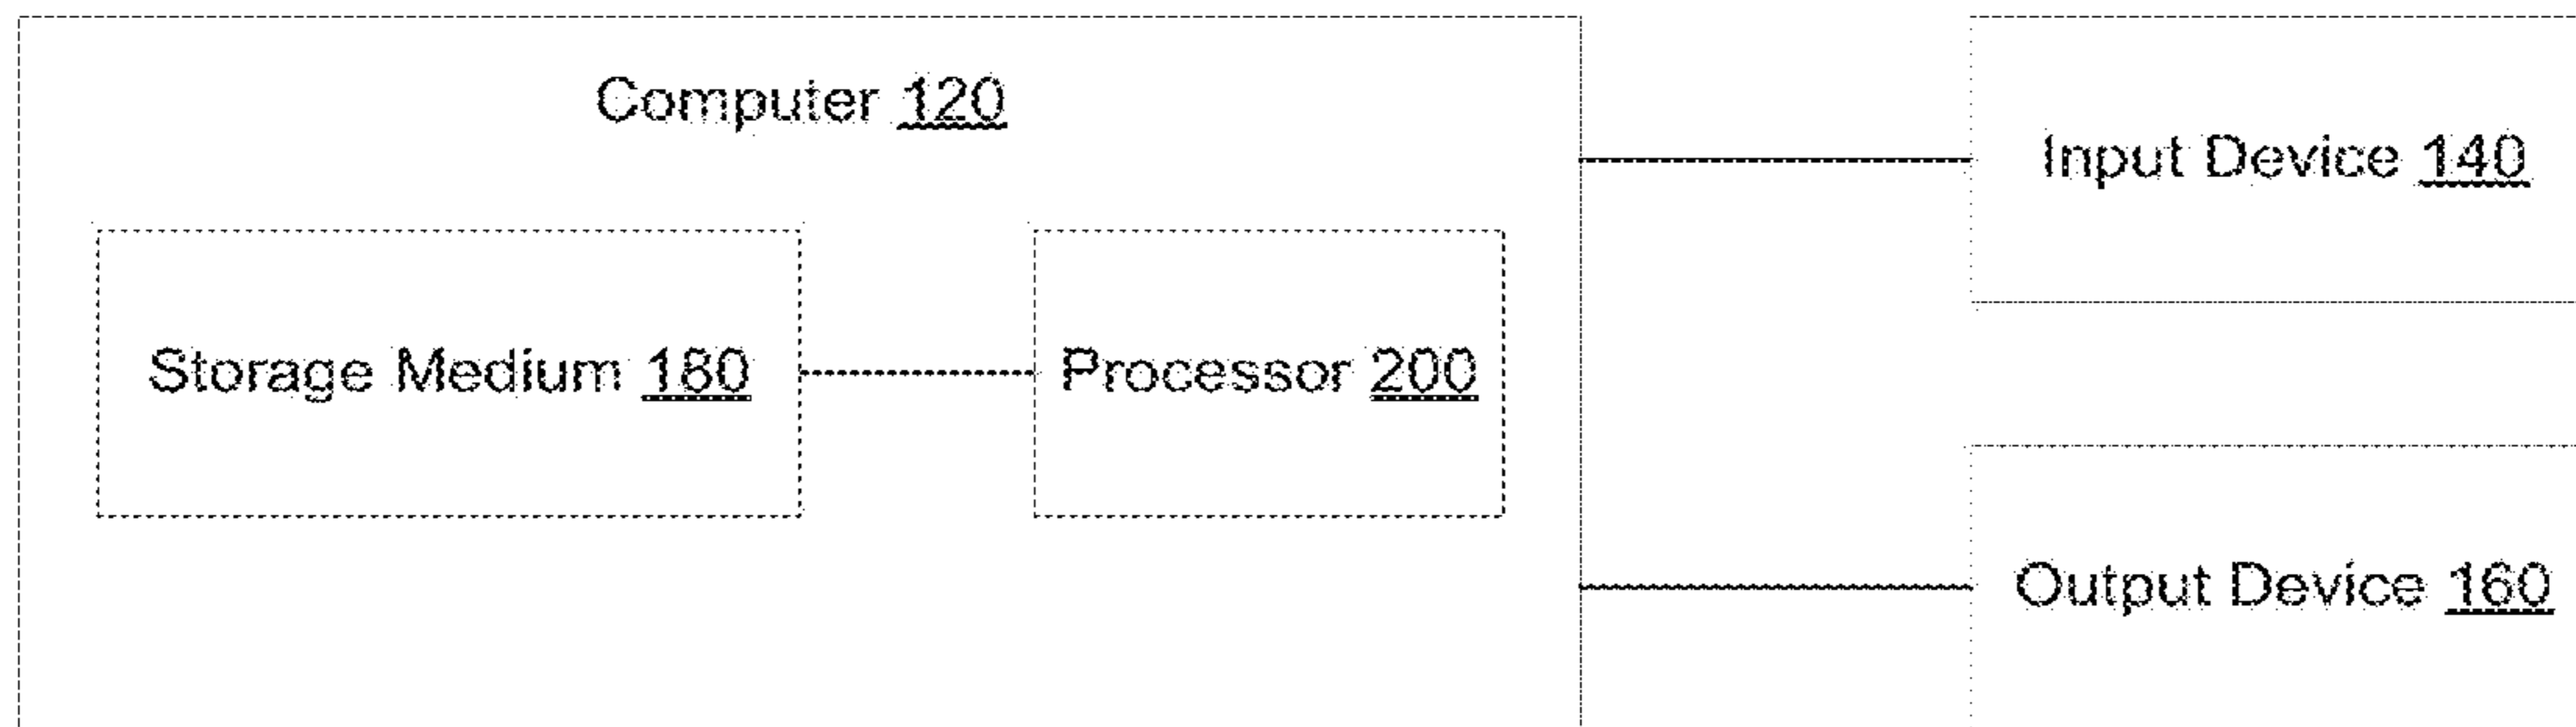 Computer 120
Input Device 140
Storage Medium 180
Processor 200
Output Device 160